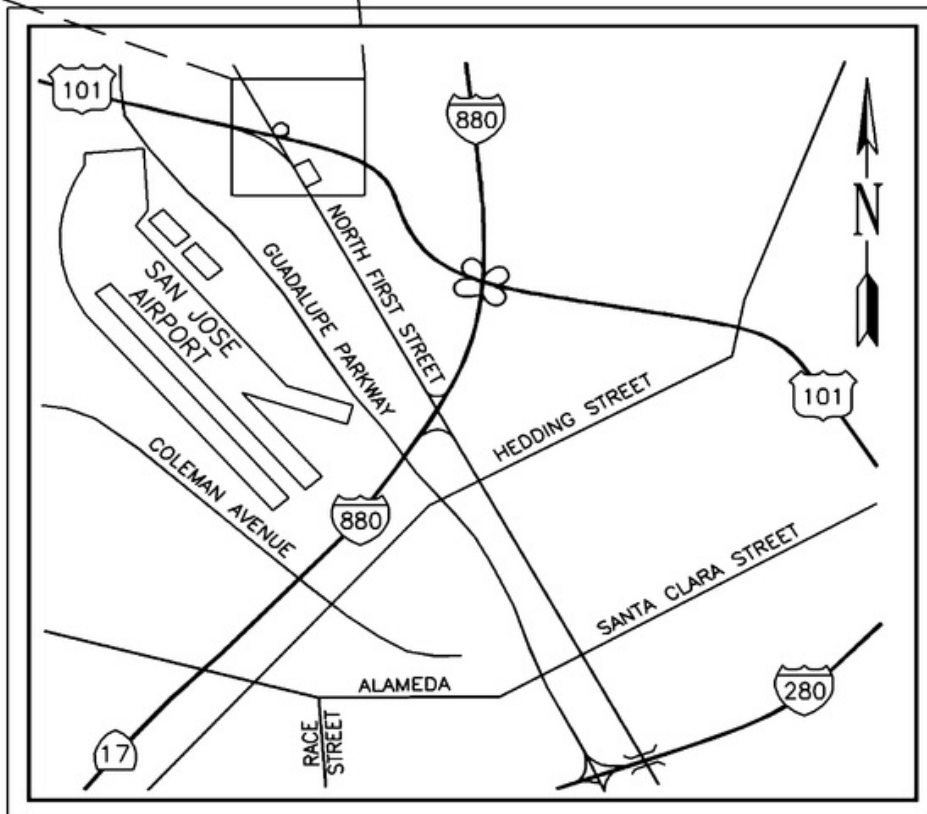 101
880
N
NORTH FIRST STREET
GUADALUPE PARKWAY
SAN JOSE
AIRPORT
101
HEDDING STREET
COLEMAN AVENUE
880
SANTA CLARA STREET
ALAMEDA
280
RACE
STREET
17